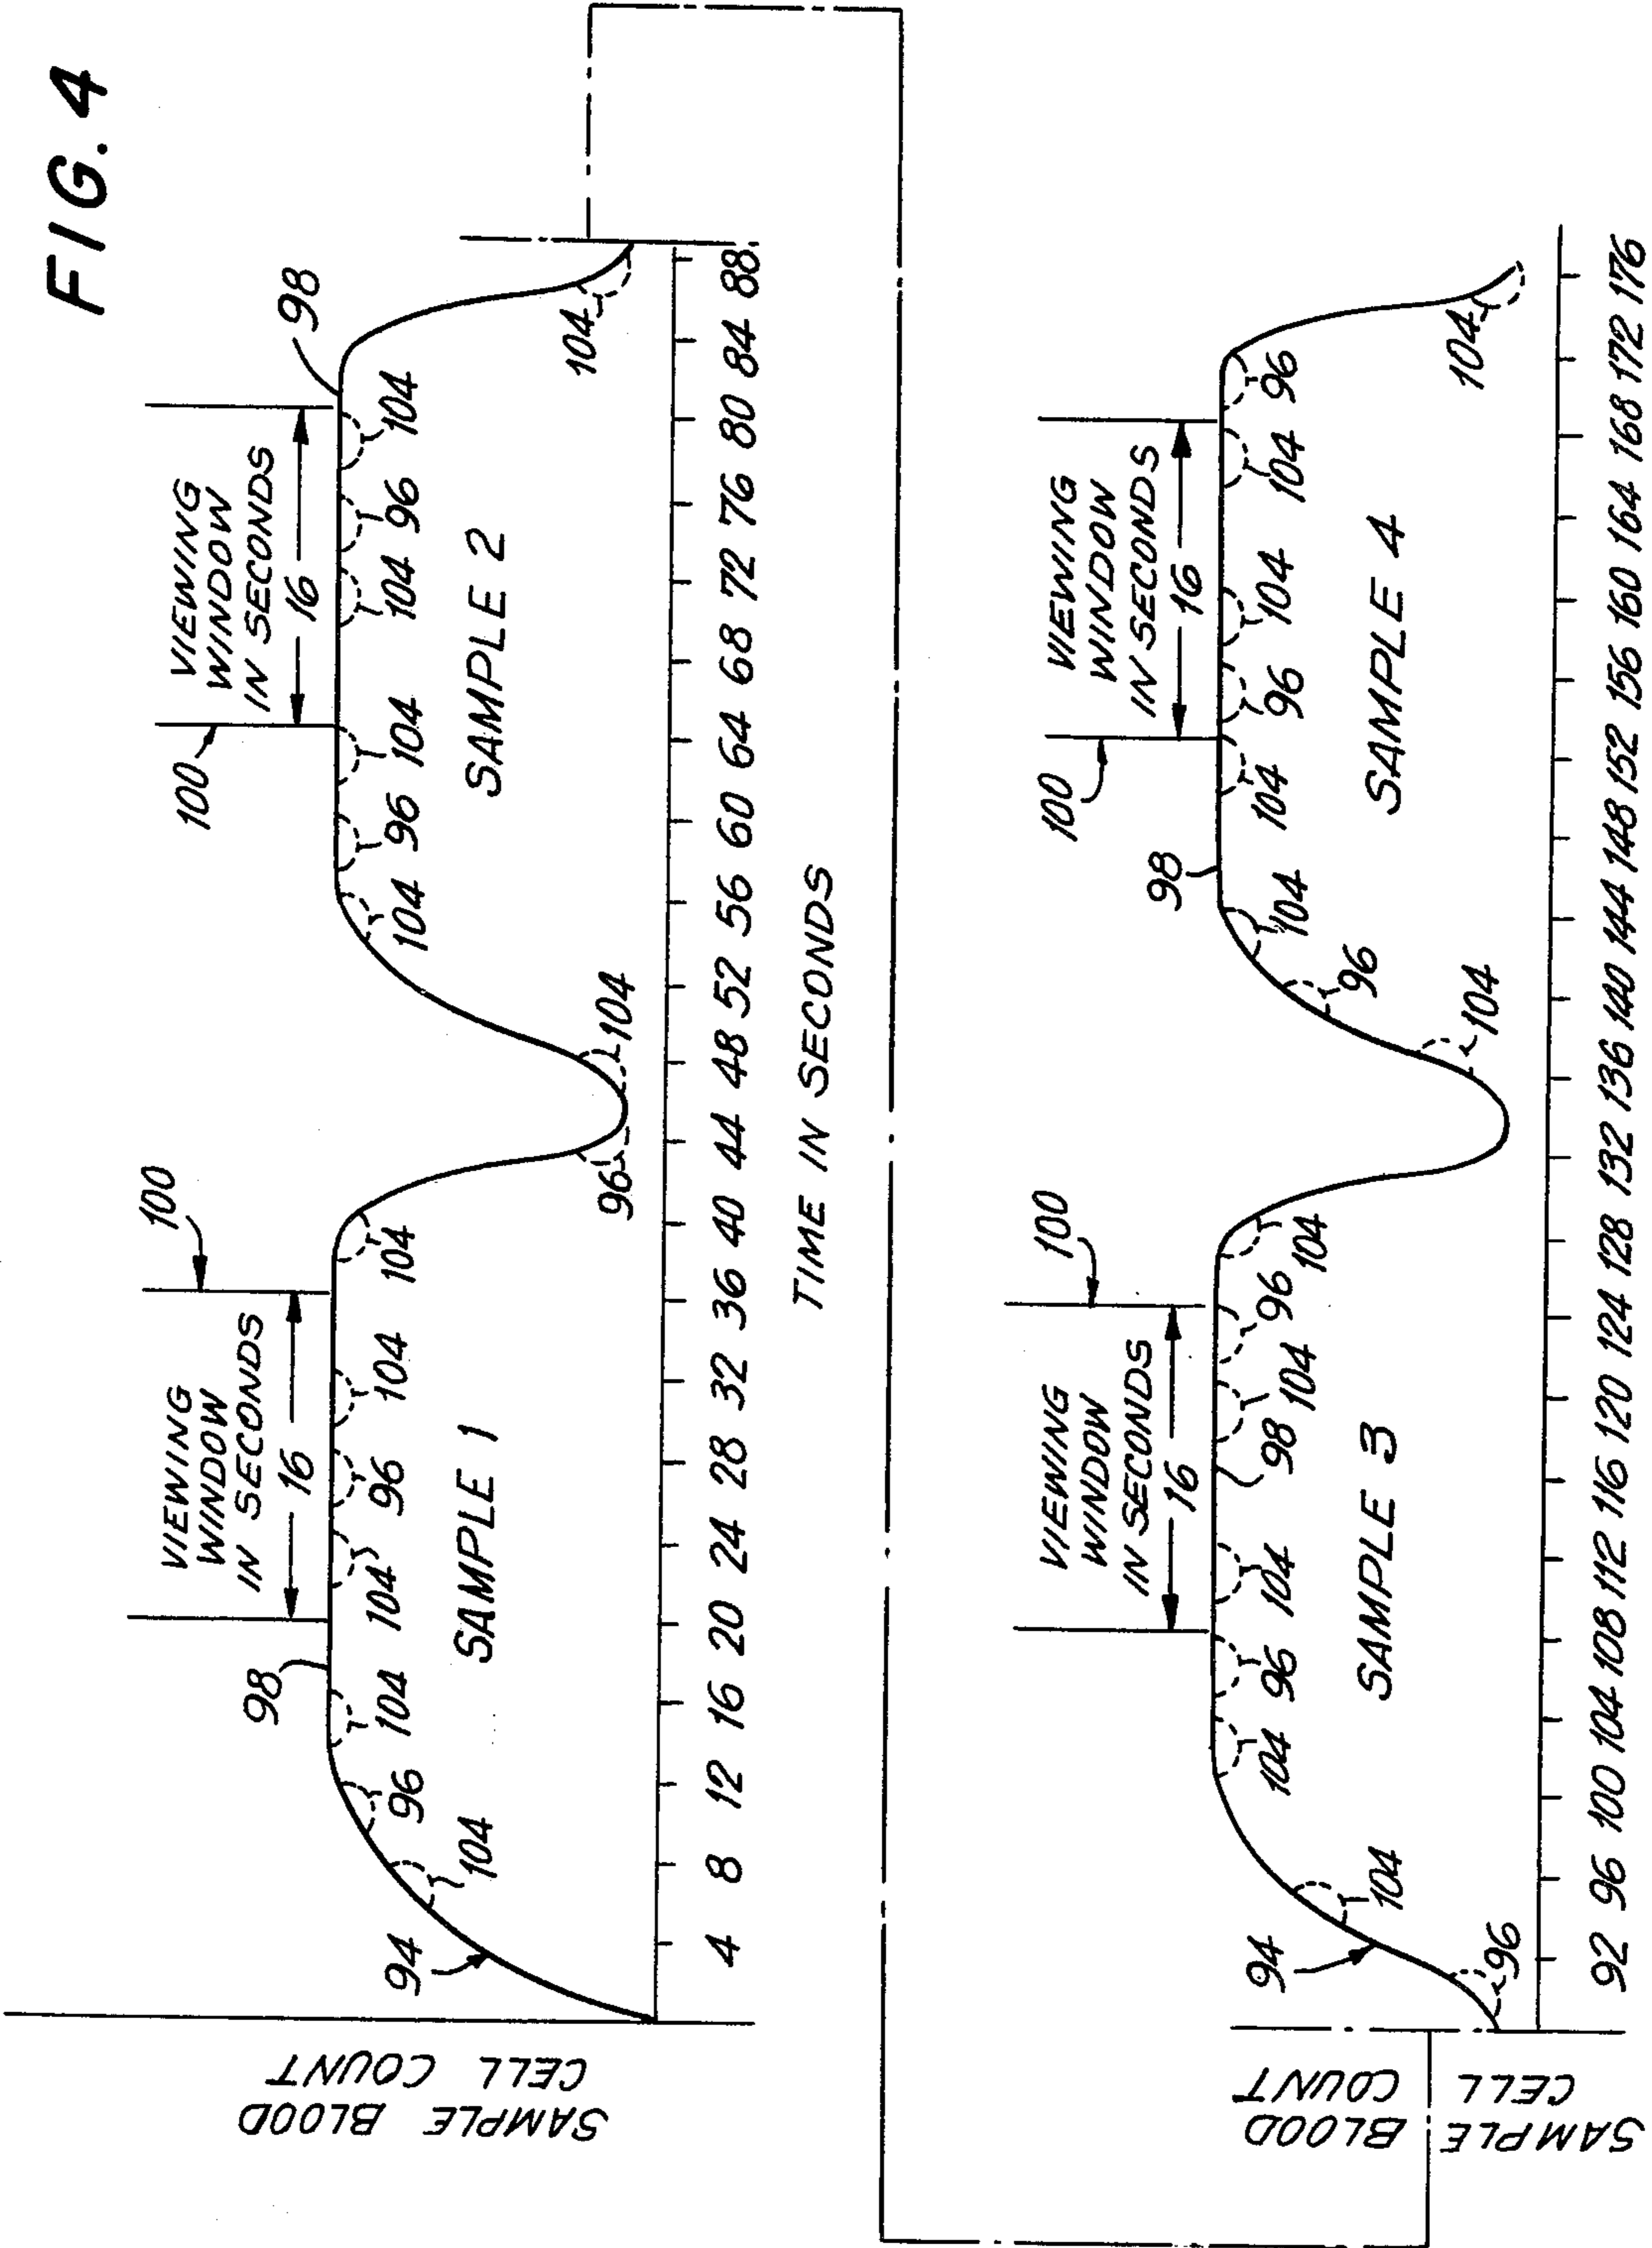 FIG. 4
SAMPLE BLOOD
CELL COUNT
94
104
96
104
98
104
96
104
104
96
104
100
VIEWING
WINDOW
IN SECONDS
16
SAMPLE 1
104
96
104
104
96
104
100
98
104
VIEWING
WINDOW
IN SECONDS
16
SAMPLE 2
4 8 12 16 20 24 28 32 36 40 44 48 52 56 60 64 68 72 76 80 84 88
TIME IN SECONDS
SAMPLE BLOOD
CELL COUNT
94
96
104
104
96
104
98
104
96
104
100
VIEWING
WINDOW
IN SECONDS
16
SAMPLE 3
104
96
104
98
104
96
104
104
96
104
100
VIEWING
WINDOW
IN SECONDS
16
SAMPLE 4
92 96 100 104 108 112 116 120 124 128 132 136 140 144 148 152 156 160 164 168 172 176